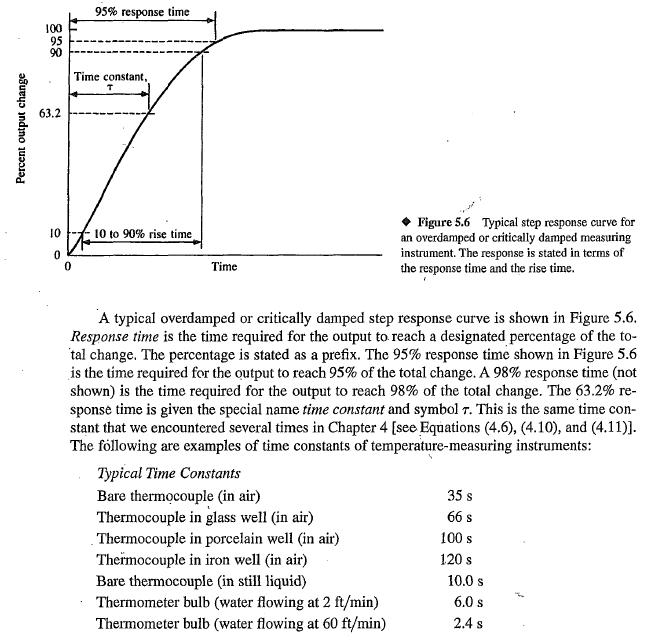 95% response time
100
95
90
Time constant,
τ
63.2
Percent output change
10
10 to 90% rise time
0
0
Time
◆ Figure 5.6 Typical step response curve for
an overdamped or critically damped measuring
instrument. The response is stated in terms of
the response time and the rise time.
A typical overdamped or critically damped step response curve is shown in Figure 5.6.
Response time is the time required for the output to reach a designated percentage of the to-
tal change. The percentage is stated as a prefix. The 95% response time shown in Figure 5.6
is the time required for the output to reach 95% of the total change. A 98% response time (not
shown) is the time required for the output to reach 98% of the total change. The 63.2% re-
sponse time is given the special name time constant and symbol τ. This is the same time con-
stant that we encountered several times in Chapter 4 [see Equations (4.6), (4.10), and (4.11)].
The following are examples of time constants of temperature-measuring instruments:
Typical Time Constants
Bare thermocouple (in air) 35 s
Thermocouple in glass well (in air) 66 s
Thermocouple in porcelain well (in air) 100 s
Thermocouple in iron well (in air) 120 s
Bare thermocouple (in still liquid) 10.0 s
Thermometer bulb (water flowing at 2 ft/min) 6.0 s
Thermometer bulb (water flowing at 60 ft/min) 2.4 s